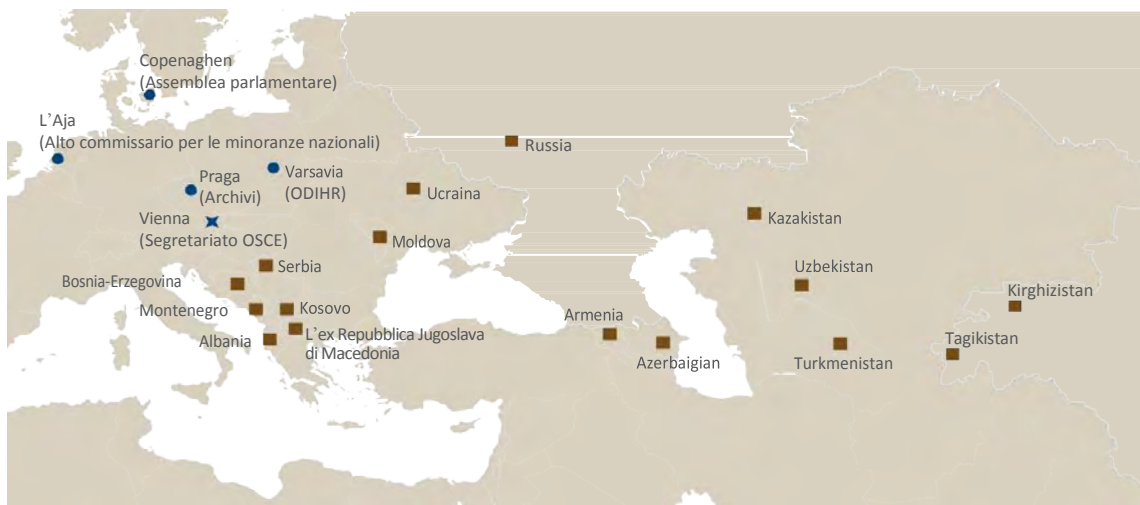 Copenaghen
(Assemblea parlamentare)
L'Aja
(Alto commissario per le minoranze nazionali)
Russia
Praga
(Archivi)
Varsavia
(ODIHR)
Ucraina
Vienna
(Segretariato OSCE)
Moldova
Kazakistan
Serbia
Bosnia-Erzegovina
Uzbekistan
Kirghizistan
Montenegro
Kosovo
Armenia
Albania
L'ex Repubblica Jugoslava
di Macedonia
Azerbaigian
Turkmenistan
Tagikistan